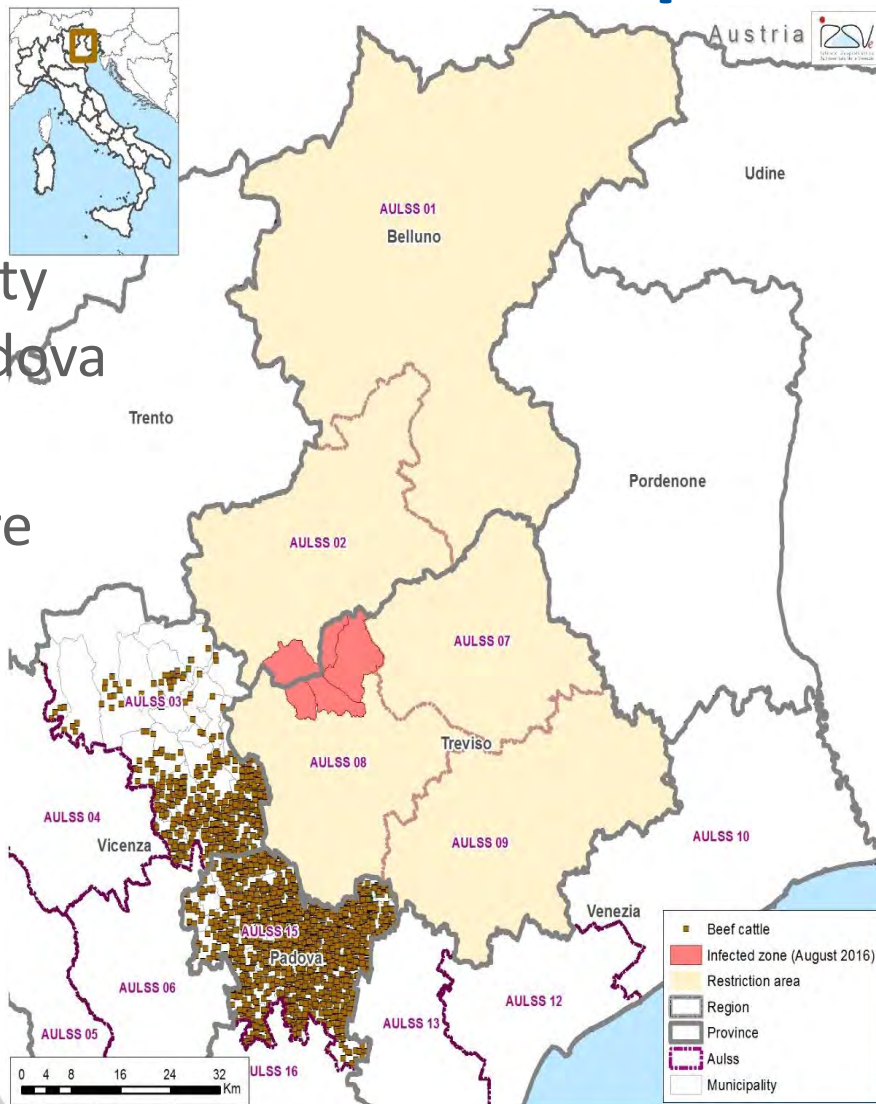 Austria
Udine
AULSS 01
Belluno
ty
dova
Trento
Pordenone
re
AULSS 02
AULSS 07
AULSS 03
Treviso
AULSS 08
AULSS 04
AULSS 09
AULSS 10
Vicenza
Venezia
AULSS 15
Padova
AULSS 06
AULSS 12
AULSS 13
AULSS 05
ULSS 16
Beef cattle
Infected zone (August 2016)
Restriction area
Region
Province
Aulss
Municipality
0 4 8 16 24 32
Km